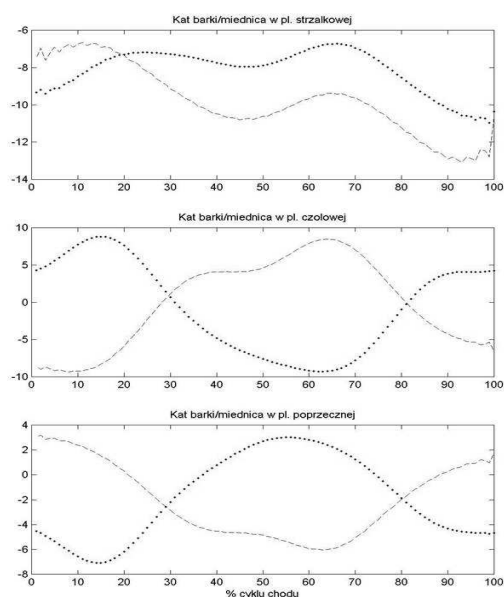 Kat barki/miednica w pl. strzalkowej
-6
-8
-10
-12
-14
0 10 20 30 40 50 60 70 80 90 100
Kat barki/miednica w pl. czolowej
10
5
0
-5
-10
0 10 20 30 40 50 60 70 80 90 100
Kat barki/miednica w pl. poprzecznej
4
2
0
-2
-4
-6
-8
0 10 20 30 40 50 60 70 80 90 100
% cyklu chodu